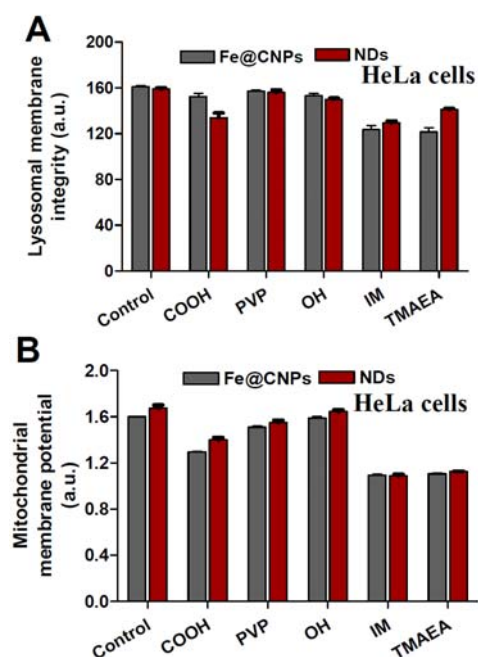 A
Fe@CNPs NDs
HeLa cells
Lysosomal membrane
integrity (a.u.)
200
160
120
80
40
0
Control COOH PVP OH IM TMAEA
B
Fe@CNPs NDs
HeLa cells
Mitochondrial
membrane potential
(a.u.)
2.0
1.6
1.2
0.8
0.4
0.0
Control COOH PVP OH IM TMAEA